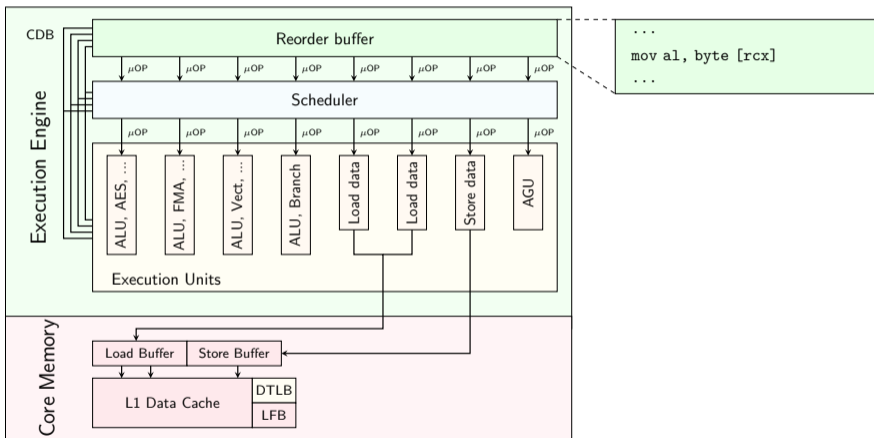 CDB
Reorder buffer
...
mov al, byte [rcx]
...
μOP μOP μOP μOP μOP μOP μOP μOP
Scheduler
μOP μOP μOP μOP μOP μOP μOP μOP
Execution Engine
ALU, AES, ...
ALU, FMA, ...
ALU, Vect, ...
ALU, Branch
Load data
Load data
Store data
AGU
Execution Units
Core Memory
Load Buffer
Store Buffer
L1 Data Cache
DTLB
LFB